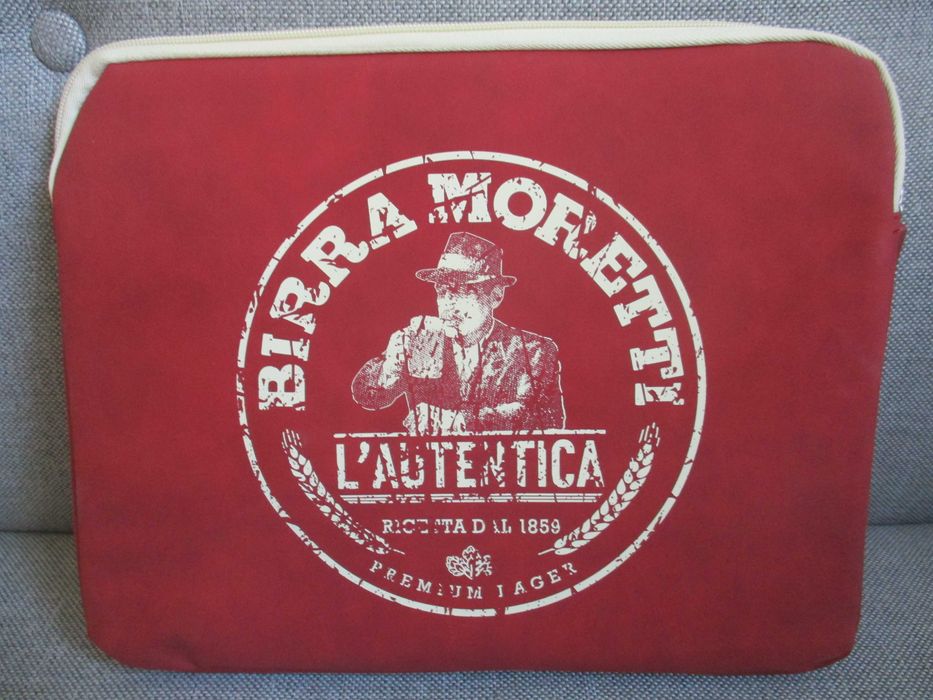 BIRRA MORETTI
L'AUTENTICA
RICETTA DAL 1859
PREMIUM LAGER